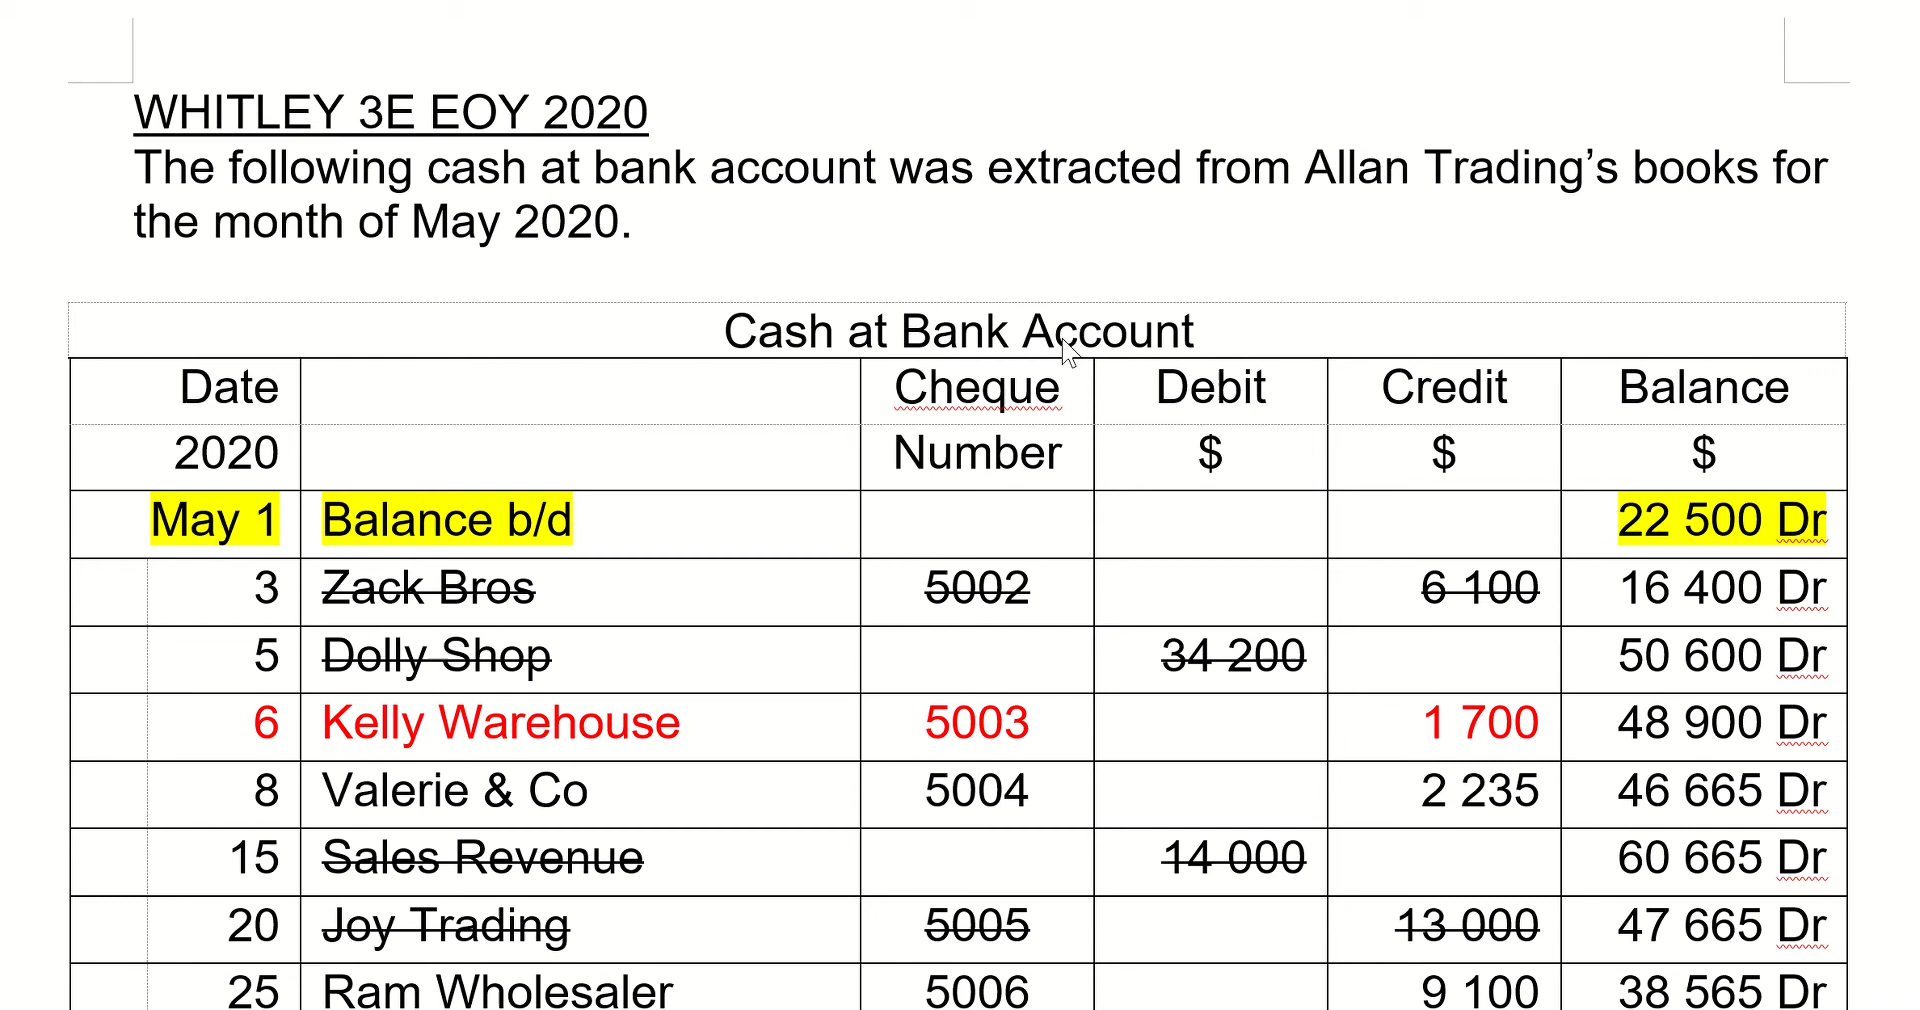 WHITLEY 3E EOY 2020
The following cash at bank account was extracted from Allan Trading’s books for
the month of May 2020.
Cash at Bank Account
Date Cheque Debit Credit Balance
2020 Number $ $ $
May 1 Balance b/d 22 500 Dr
3 Zack Bros 5002 6 100 16 400 Dr
5 Dolly Shop 34 200 50 600 Dr
6 Kelly Warehouse 5003 1 700 48 900 Dr
8 Valerie & Co 5004 2 235 46 665 Dr
15 Sales Revenue 14 000 60 665 Dr
20 Joy Trading 5005 13 000 47 665 Dr
25 Ram Wholesaler 5006 9 100 38 565 Dr